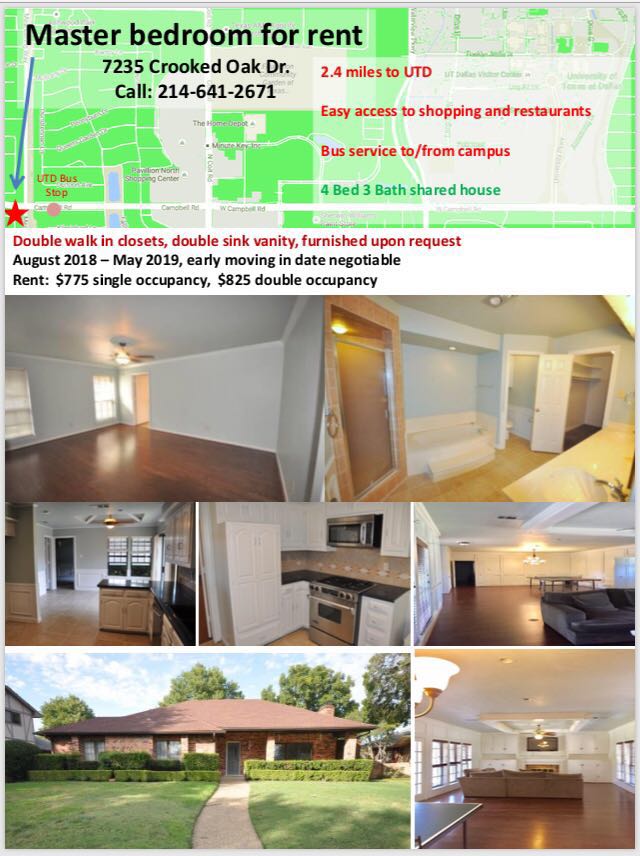 Master bedroom for rent
7235 Crooked Oak Dr.
Call: 214-641-2671
2.4 miles to UTD
Easy access to shopping and restaurants
Bus service to/from campus
4 Bed 3 Bath shared house
UT Dallas Visitor Center
University of
Texas at Dallas
The Home Depot
Minute Key, Inc
Pavillion North
Shopping Center
N Coit Rd
UTD Bus
Stop
Campbell Rd
Campbell Rd
W Campbell Rd
Double walk in closets, double sink vanity, furnished upon request
August 2018 – May 2019, early moving in date negotiable
Rent: $775 single occupancy, $825 double occupancy